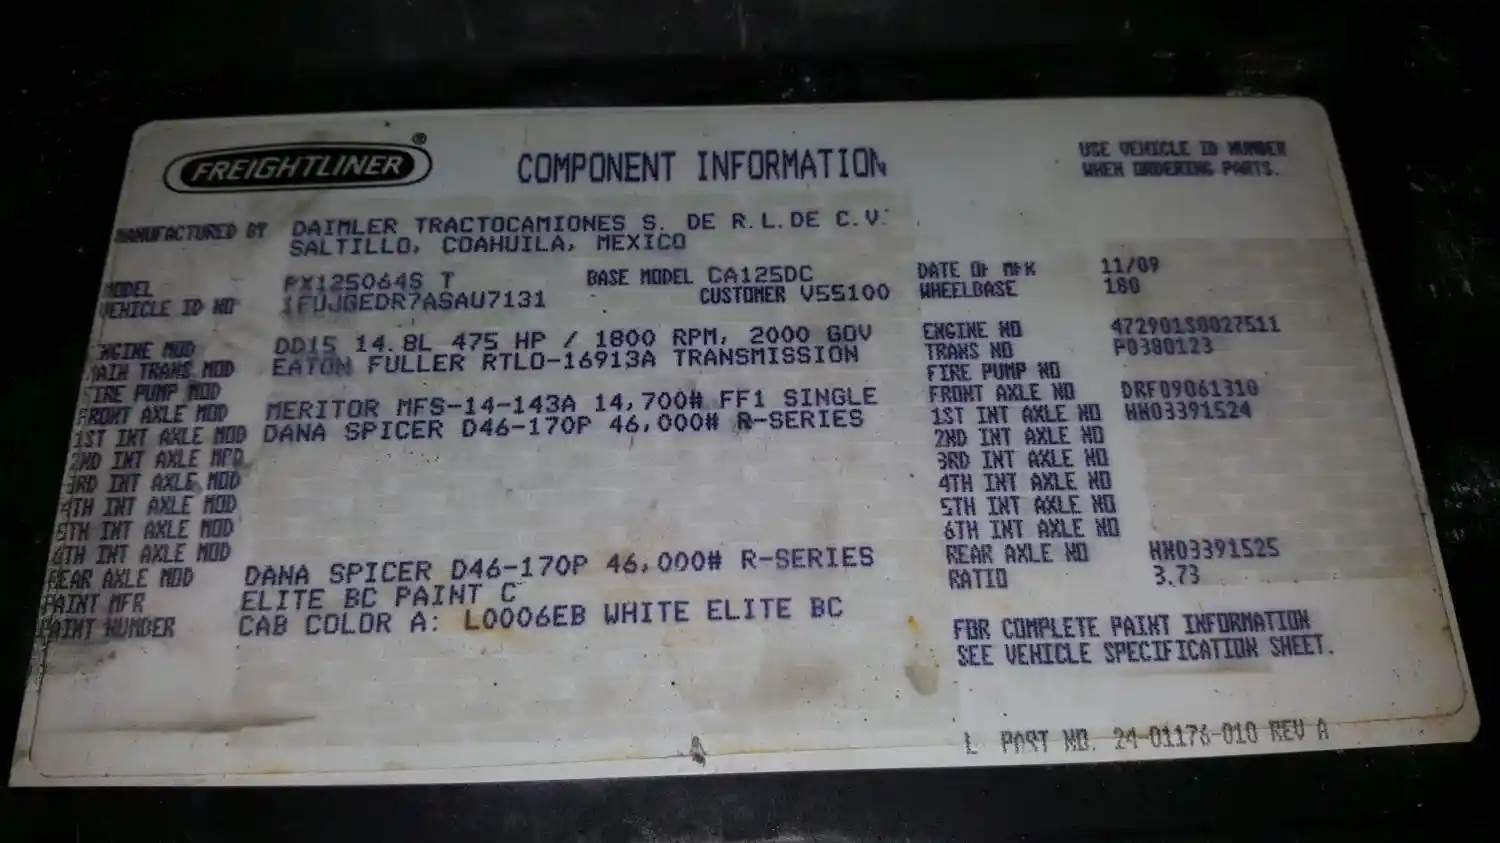 FREIGHTLINER®
COMPONENT INFORMATION
USE VEHICLE ID NUMBER
WHEN ORDERING PARTS.
MANUFACTURED BY DAIMLER TRACTOCAMIONES S. DE R.L.DE C.V.
SALTILLO, COAHUILA, MEXICO
MODEL PX125064S T BASE MODEL CA125DC DATE OF MFR 11/09
VEHICLE ID NO 1FUJGEDR7ASAU7131 CUSTOMER V55100 WHEELBASE 180
ENGINE MOD DD15 14.8L 475 HP / 1800 RPM, 2000 GOV ENGINE NO 472901S0027511
MAIN TRANS MOD EATON FULLER RTLO-16913A TRANSMISSION TRANS NO P0380123
FIRE PUMP MOD FIRE PUMP NO
FRONT AXLE MOD MERITOR MFS-14-143A 14,700# FF1 SINGLE FRONT AXLE NO DRF09061310
1ST INT AXLE MOD DANA SPICER D46-170P 46,000# R-SERIES 1ST INT AXLE NO HN03391524
2ND INT AXLE MOD 2ND INT AXLE NO
3RD INT AXLE MOD 3RD INT AXLE NO
4TH INT AXLE MOD 4TH INT AXLE NO
5TH INT AXLE MOD 5TH INT AXLE NO
6TH INT AXLE MOD 6TH INT AXLE NO
REAR AXLE MOD DANA SPICER D46-170P 46,000# R-SERIES REAR AXLE NO HN03391525
PAINT MFR ELITE BC PAINT C RATIO 3.73
PAINT NUMBER CAB COLOR A: L0006EB WHITE ELITE BC
FOR COMPLETE PAINT INFORMATION
SEE VEHICLE SPECIFICATION SHEET.
L PART NO. 24-01176-010 REV A